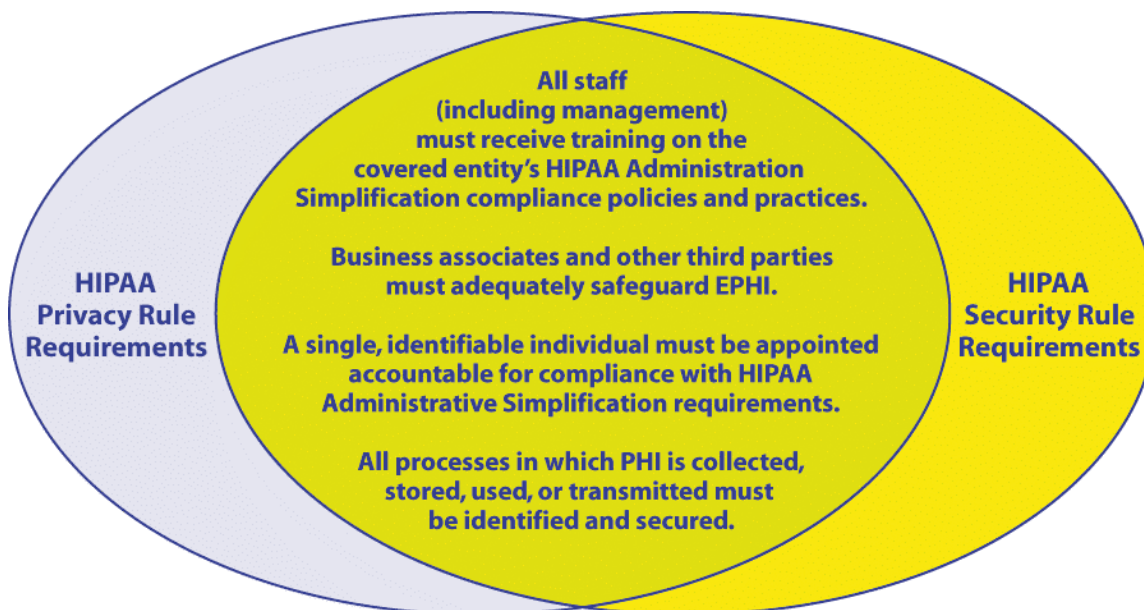 All staff
(including management)
must receive training on the
covered entity's HIPAA Administration
Simplification compliance policies and practices.
Business associates and other third parties
must adequately safeguard EPHI.
HIPAA
Privacy Rule
Requirements
HIPAA
Security Rule
Requirements
A single, identifiable individual must be appointed
accountable for compliance with HIPAA
Administrative Simplification requirements.
All processes in which PHI is collected,
stored, used, or transmitted must
be identified and secured.